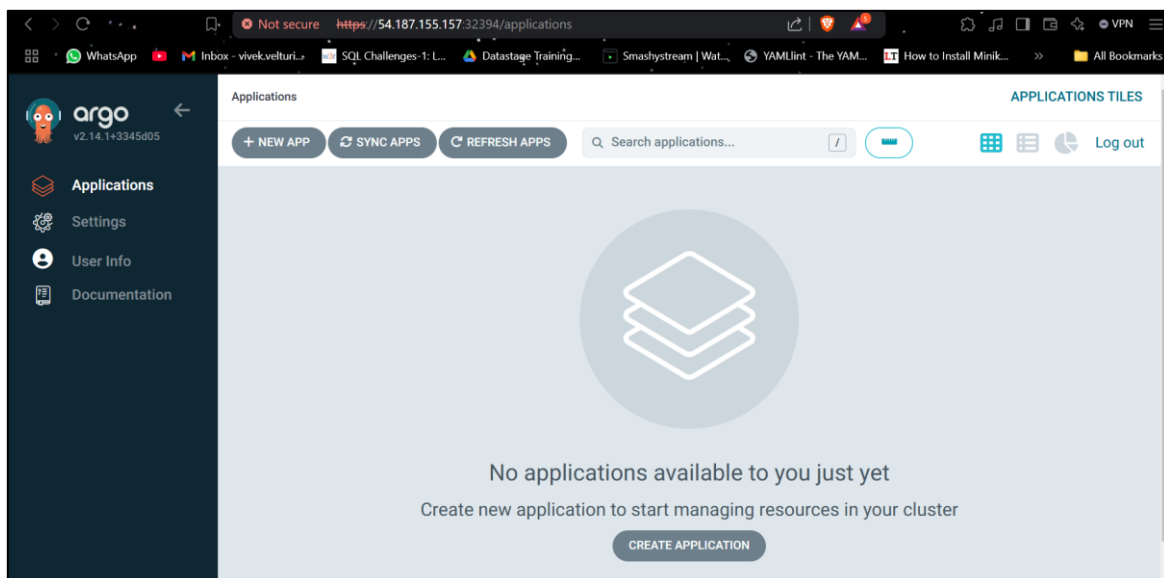 Not secure https://54.187.155.157:32394/applications 5 VPN
WhatsApp Inbox - vivek.velturi... w3r SQL Challenges-1: L... Datastage Training... Smashystream | Wat... YAMLlint - The YAM... LT How to Install Minik... » All Bookmarks
argo
v2.14.1+3345d05
Applications
Settings
User Info
Documentation
Applications APPLICATIONS TILES
+ NEW APP SYNC APPS REFRESH APPS Search applications... / Log out
No applications available to you just yet
Create new application to start managing resources in your cluster
CREATE APPLICATION